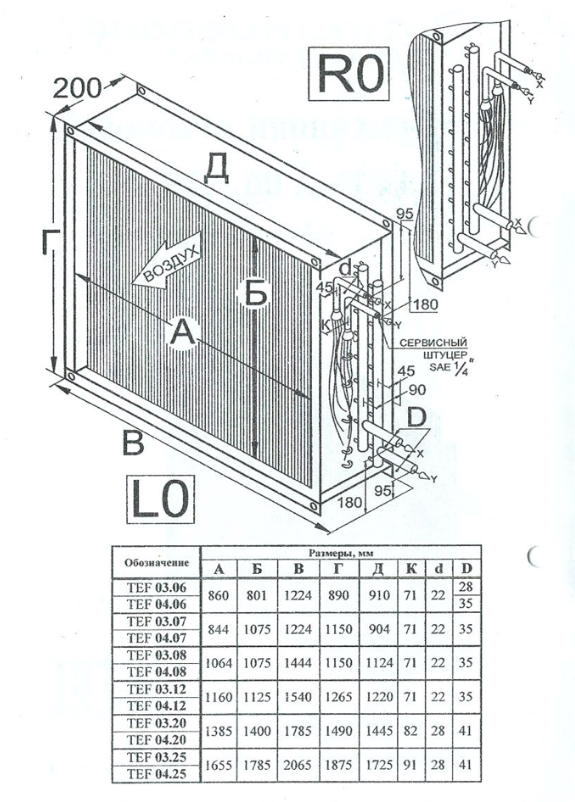 R0
X
Y
X
Y
200
Д
95
Г
ВОЗДУХ
d
45
Б
X
Y
180
К
А
СЕРВИСНЫЙ
ШТУЦЕР
SAE 1/4"
45
90
В
D
X
Y
L0
180
95
Обозначение Размеры, мм
А Б В Г Д К d D
TEF 03.06 860 801 1224 890 910 71 22 28
TEF 04.06 35
TEF 03.07 844 1075 1224 1150 904 71 22 35
TEF 04.07
TEF 03.08 1064 1075 1444 1150 1124 71 22 35
TEF 04.08
TEF 03.12 1160 1125 1540 1265 1220 71 22 35
TEF 04.12
TEF 03.20 1385 1400 1785 1490 1445 82 28 41
TEF 04.20
TEF 03.25 1655 1785 2065 1875 1725 91 28 41
TEF 04.25